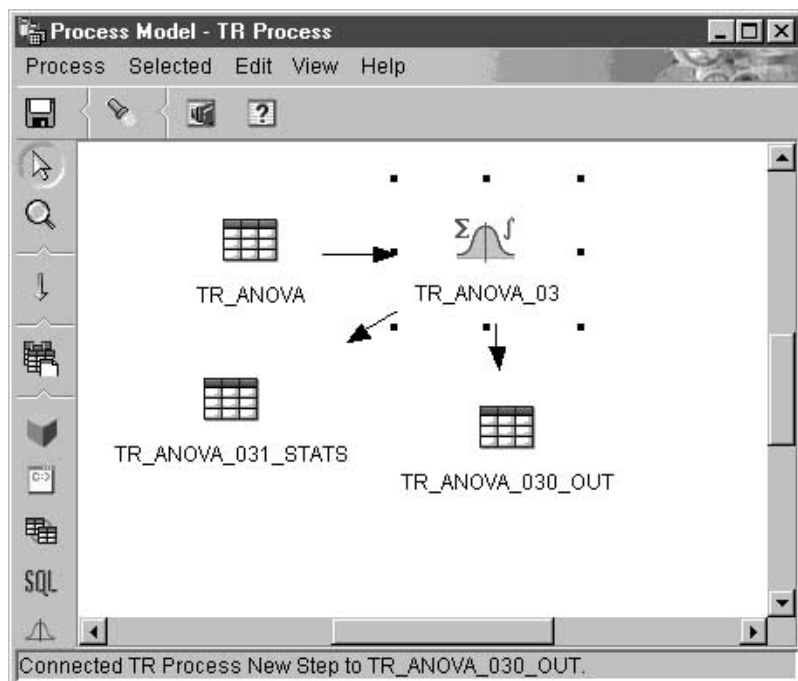 Process Model - TR Process
Process Selected Edit View Help
TR_ANOVA
TR_ANOVA_03
TR_ANOVA_031_STATS
TR_ANOVA_030_OUT
SQL
Connected TR Process New Step to TR_ANOVA_030_OUT.